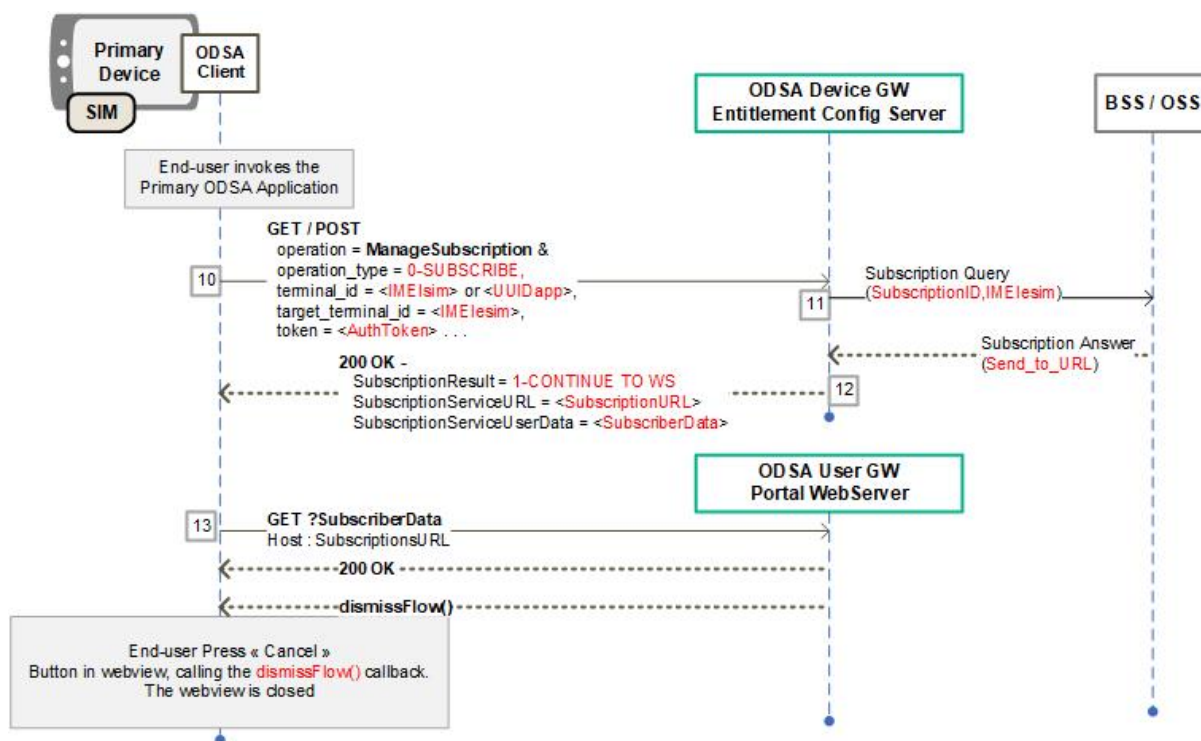 Primary
Device
ODSA
Client
SIM
ODSA Device GW
Entitlement Config Server
BSS / OSS
End-user invokes the
Primary ODSA Application
GET / POST
operation = ManageSubscription &
operation_type = 0-SUBSCRIBE,
terminal_id = <IMEIsim> or <UUIDapp>,
target_terminal_id = <IMEIesim>,
token = <AuthToken> . . .
10
11
Subscription Query
(SubscriptionID,IMEIesim)
Subscription Answer
(Send_to_URL)
12
200 OK -
SubscriptionResult = 1-CONTINUE TO WS
SubscriptionServiceURL = <SubscriptionURL>
SubscriptionServiceUserData = <SubscriberData>
ODSA User GW
Portal WebServer
13
GET ?SubscriberData
Host : SubscriptionsURL
200 OK
dismissFlow()
End-user Press « Cancel »
Button in webview, calling the dismissFlow() callback.
The webview is closed